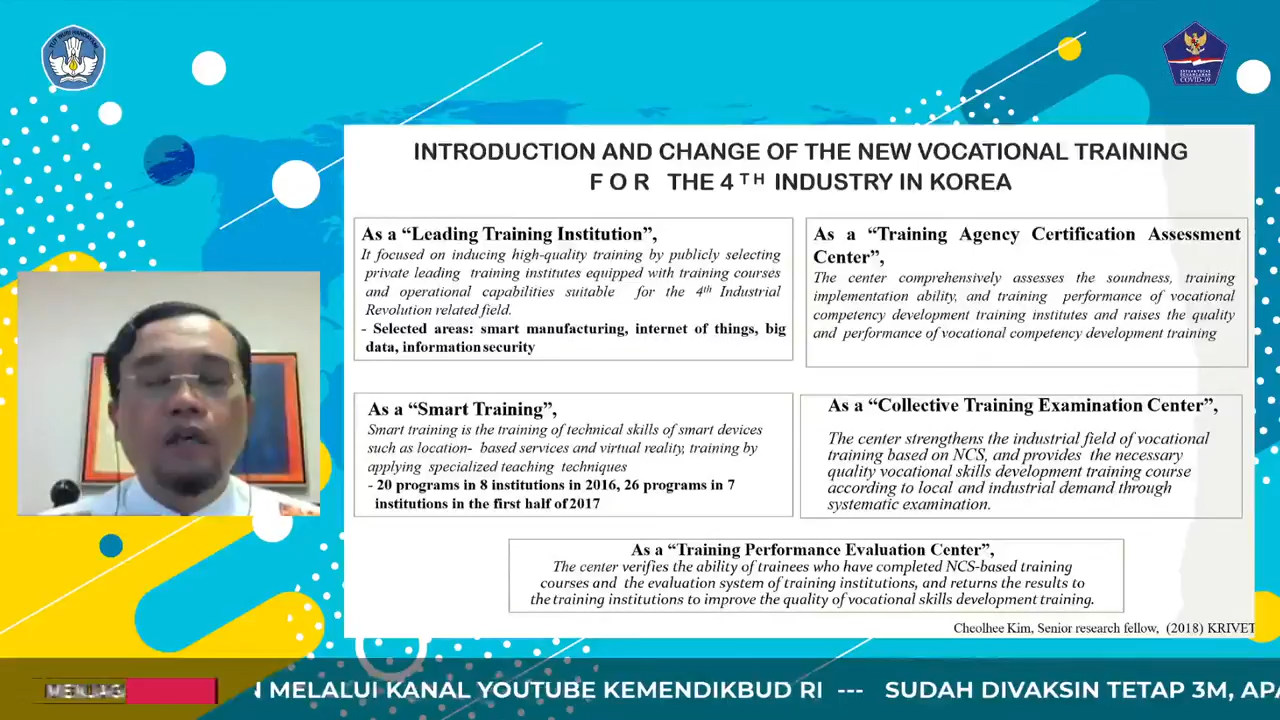 TUT WURI HANDAYANI
COVID-19
INTRODUCTION AND CHANGE OF THE NEW VOCATIONAL TRAINING
F O R THE 4 TH INDUSTRY IN KOREA
As a “Leading Training Institution”,
It focused on inducing high-quality training by publicly selecting
private leading training institutes equipped with training courses
and operational capabilities suitable for the 4th Industrial
Revolution related field.
- Selected areas: smart manufacturing, internet of things, big
data, information security
As a “Training Agency Certification Assessment
Center”,
The center comprehensively assesses the soundness, training
implementation ability, and training performance of vocational
competency development training institutes and raises the quality
and performance of vocational competency development training
As a “Smart Training”,
Smart training is the training of technical skills of smart devices
such as location- based services and virtual reality, training by
applying specialized teaching techniques
- 20 programs in 8 institutions in 2016, 26 programs in 7
institutions in the first half of 2017
As a “Collective Training Examination Center”,
The center strengthens the industrial field of vocational
training based on NCS, and provides the necessary
quality vocational skills development training course
according to local and industrial demand through
systematic examination.
As a “Training Performance Evaluation Center”,
The center verifies the ability of trainees who have completed NCS-based training
courses and the evaluation system of training institutions, and returns the results to
the training institutions to improve the quality of vocational skills development training.
Cheolhee Kim, Senior research fellow, (2018) KRIVET
N MELALUI KANAL YOUTUBE KEMENDIKBUD RI --- SUDAH DIVAKSIN TETAP 3M, APA